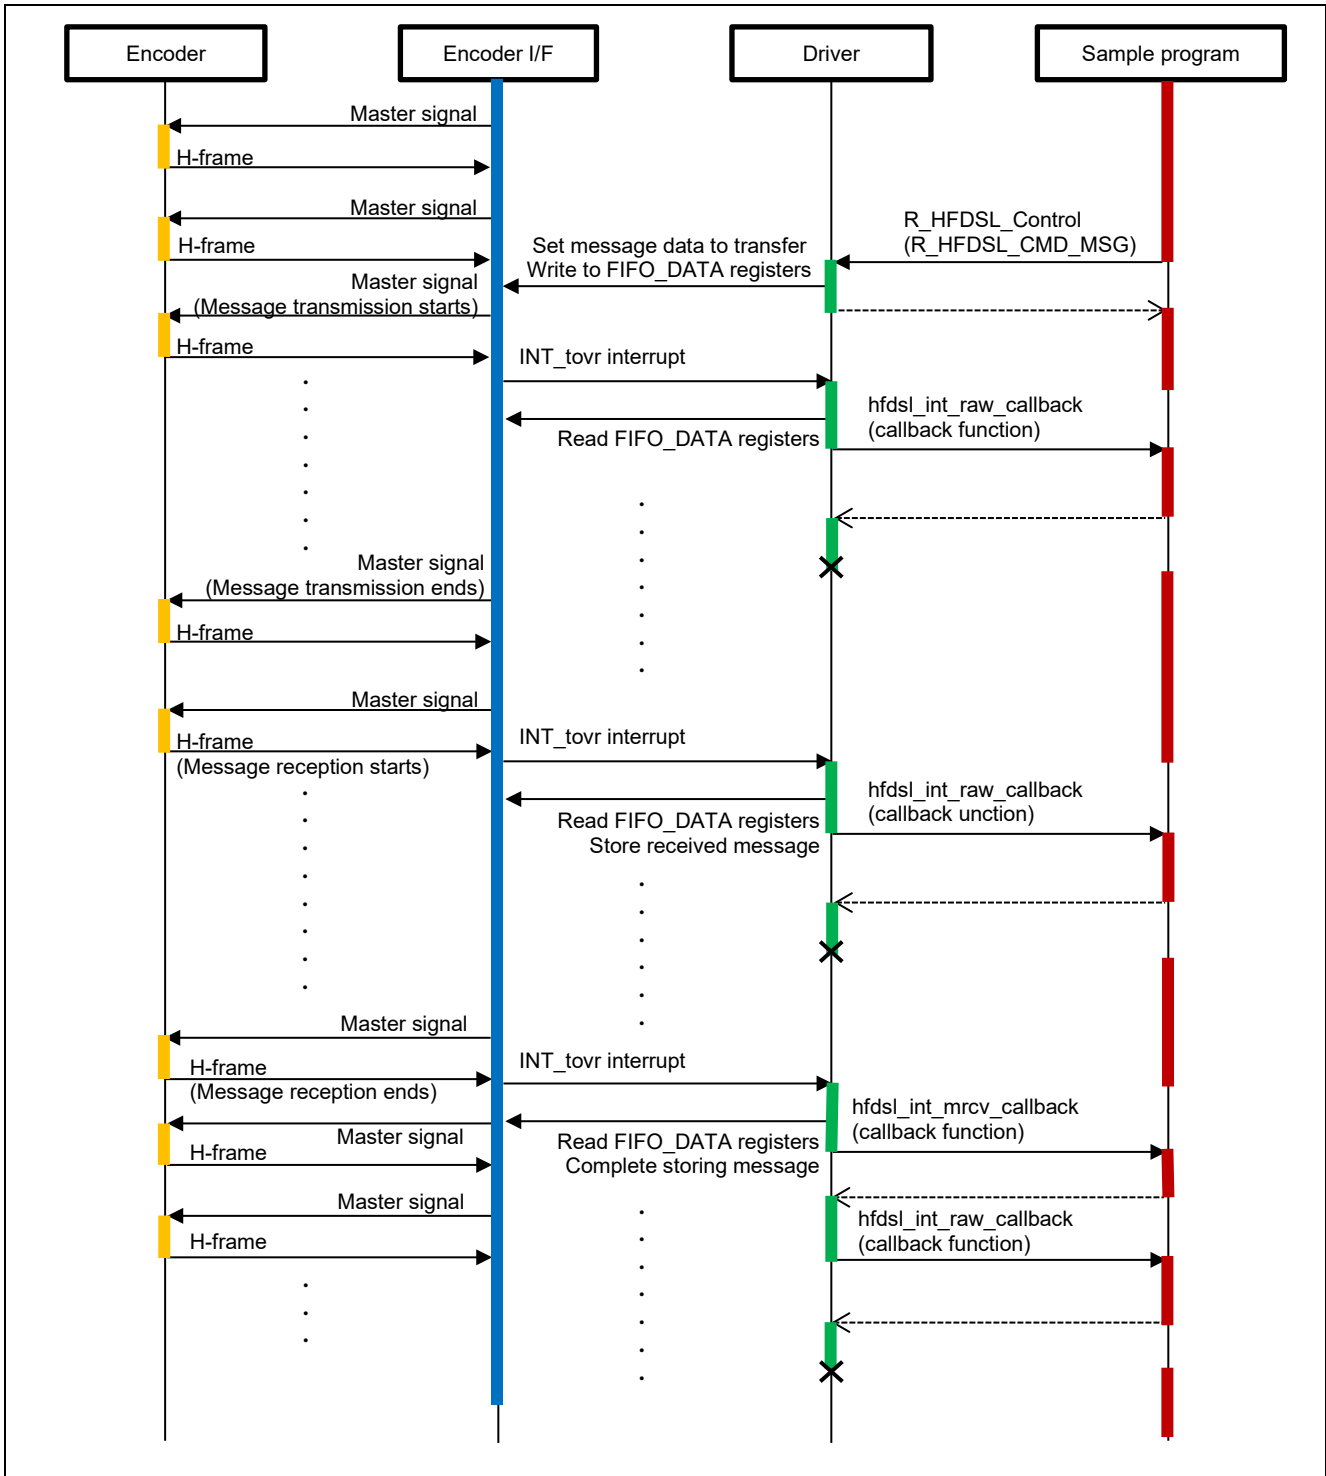 Encoder
Encoder I/F
Driver
Sample program
Master signal
H-frame
Master signal
H-frame
R_HFDSL_Control
(R_HFDSL_CMD_MSG)
Set message data to transfer
Write to FIFO_DATA registers
Master signal
(Message transmission starts)
H-frame
INT_tovr interrupt
hfdsl_int_raw_callback
(callback function)
Read FIFO_DATA registers
Master signal
(Message transmission ends)
H-frame
Master signal
H-frame
(Message reception starts)
INT_tovr interrupt
hfdsl_int_raw_callback
(callback unction)
Read FIFO_DATA registers
Store received message
Master signal
H-frame
(Message reception ends)
INT_tovr interrupt
hfdsl_int_mrcv_callback
(callback function)
Read FIFO_DATA registers
Complete storing message
Master signal
H-frame
Master signal
H-frame
hfdsl_int_raw_callback
(callback function)